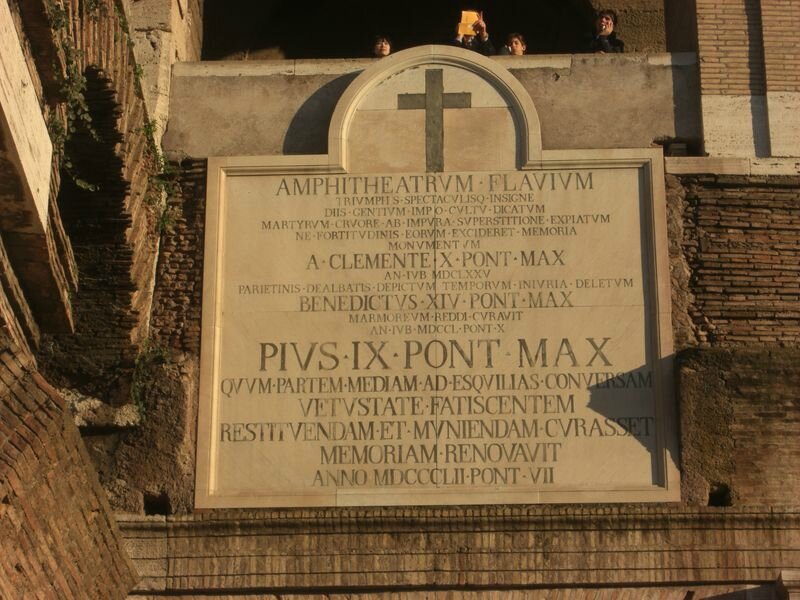 AMPHITHEATRVM · FLAVIVM
TRIVMPHIS · SPECTACVLISQ · INSIGNE
DIIS · GENTIVM · IMPIO · CVLTV · DICATVM
MARTYRVM · CRVORE · AB · IMPVRA · SVPERSTITIONE · EXPIATVM
NE · FORTITVDINIS · EORVM · EXCIDERET · MEMORIA
MONVMENTVM
A · CLEMENTE · X · PONT · MAX
AN · IVB · MDCLXXV
PARIETINIS · DEALBATIS · DEPICTVM · TEMPORVM · INIVRIA · DELETVM
BENEDICTVS · XIV · PONT · MAX
MARMOREVM · REDDI · CVRAVIT
AN · IVB · MDCCL · PONT · X
PIVS · IX · PONT · MAX
QVVM · PARTEM · MEDIAM · AD · ESQVILIAS · CONVERSAM
VETVSTATE · FATISCENTEM
RESTITVENDAM · ET · MVNIENDAM · CVRASSET
MEMORIAM · RENOVAVIT
ANNO · MDCCCLII · PONT · VII